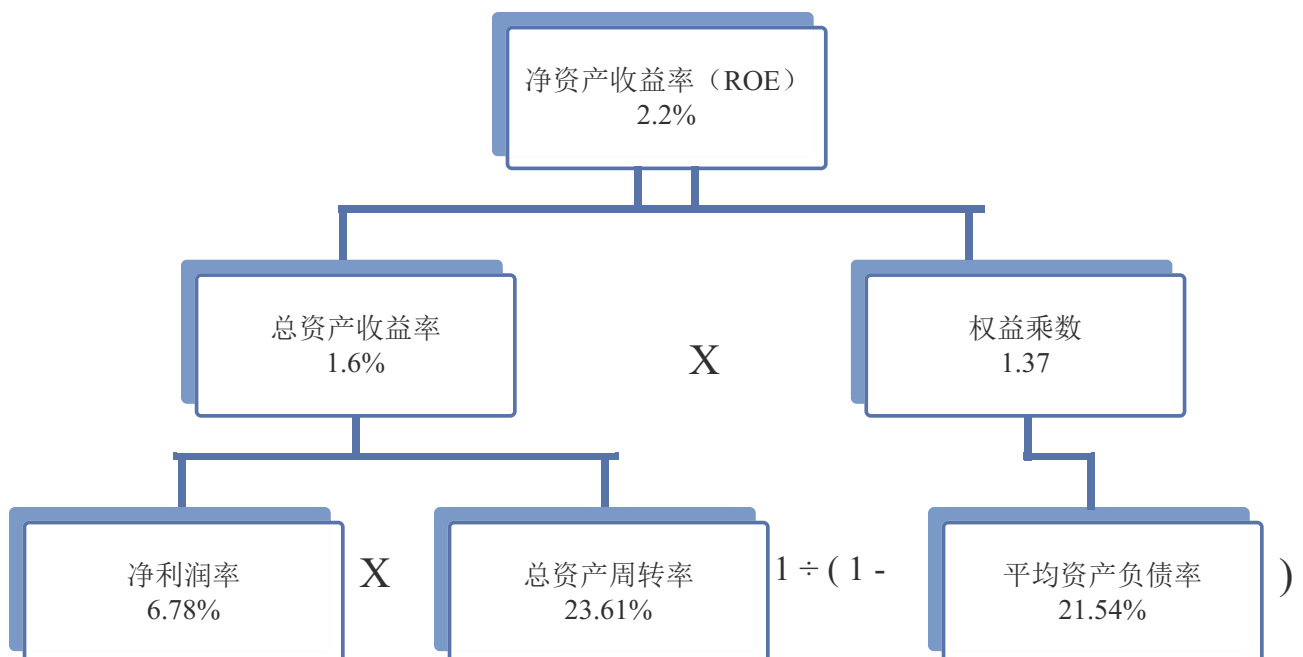 净资产收益率（ROE）
2.2%
总资产收益率
1.6%
X
权益乘数
1.37
净利润率
6.78%
X
总资产周转率
23.61%
1 ÷ ( 1 -
平均资产负债率
21.54%
)